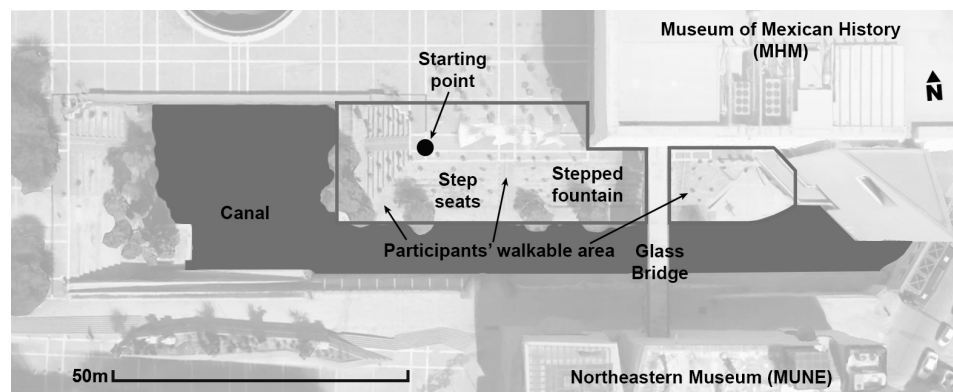 Museum of Mexican History
(MHM)
Starting
point
N
Step
seats
Stepped
fountain
Canal
Participants' walkable area
Glass
Bridge
50m
Northeastern Museum (MUNE)